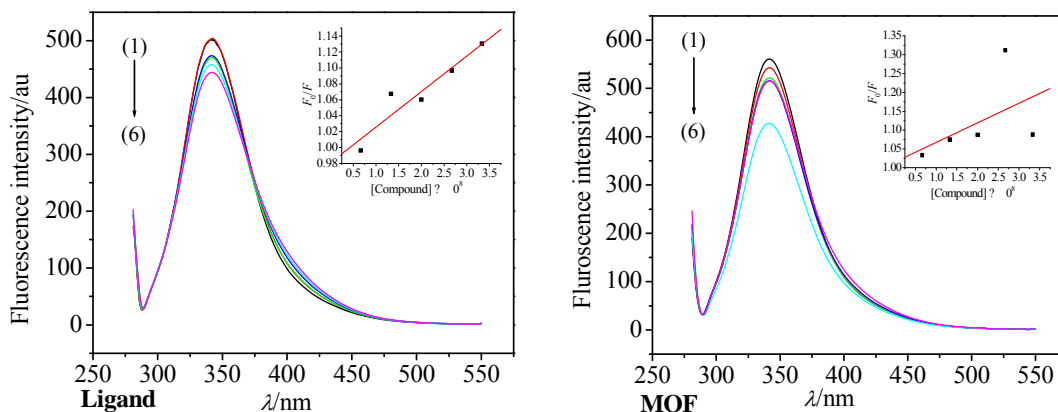 Fluorescence intensity/au
500
400
300
200
100
0
(1)
(6)
F0/F
1.14
1.12
1.10
1.08
1.06
1.04
1.02
1.00
0.98
0.5 1.0 1.5 2.0 2.5 3.0 3.5
[Compound] ? 0⁸
250 300 350 400 450 500 550
Ligand λ/nm
Fluroscence intensity/au
600
500
400
300
200
100
0
(1)
(6)
F0/F
1.35
1.30
1.25
1.20
1.15
1.10
1.05
1.00
0.5 1.0 1.5 2.0 2.5 3.0 3.5 4.0
[Compound] ? 0⁸
250 300 350 400 450 500 550
MOF λ/nm